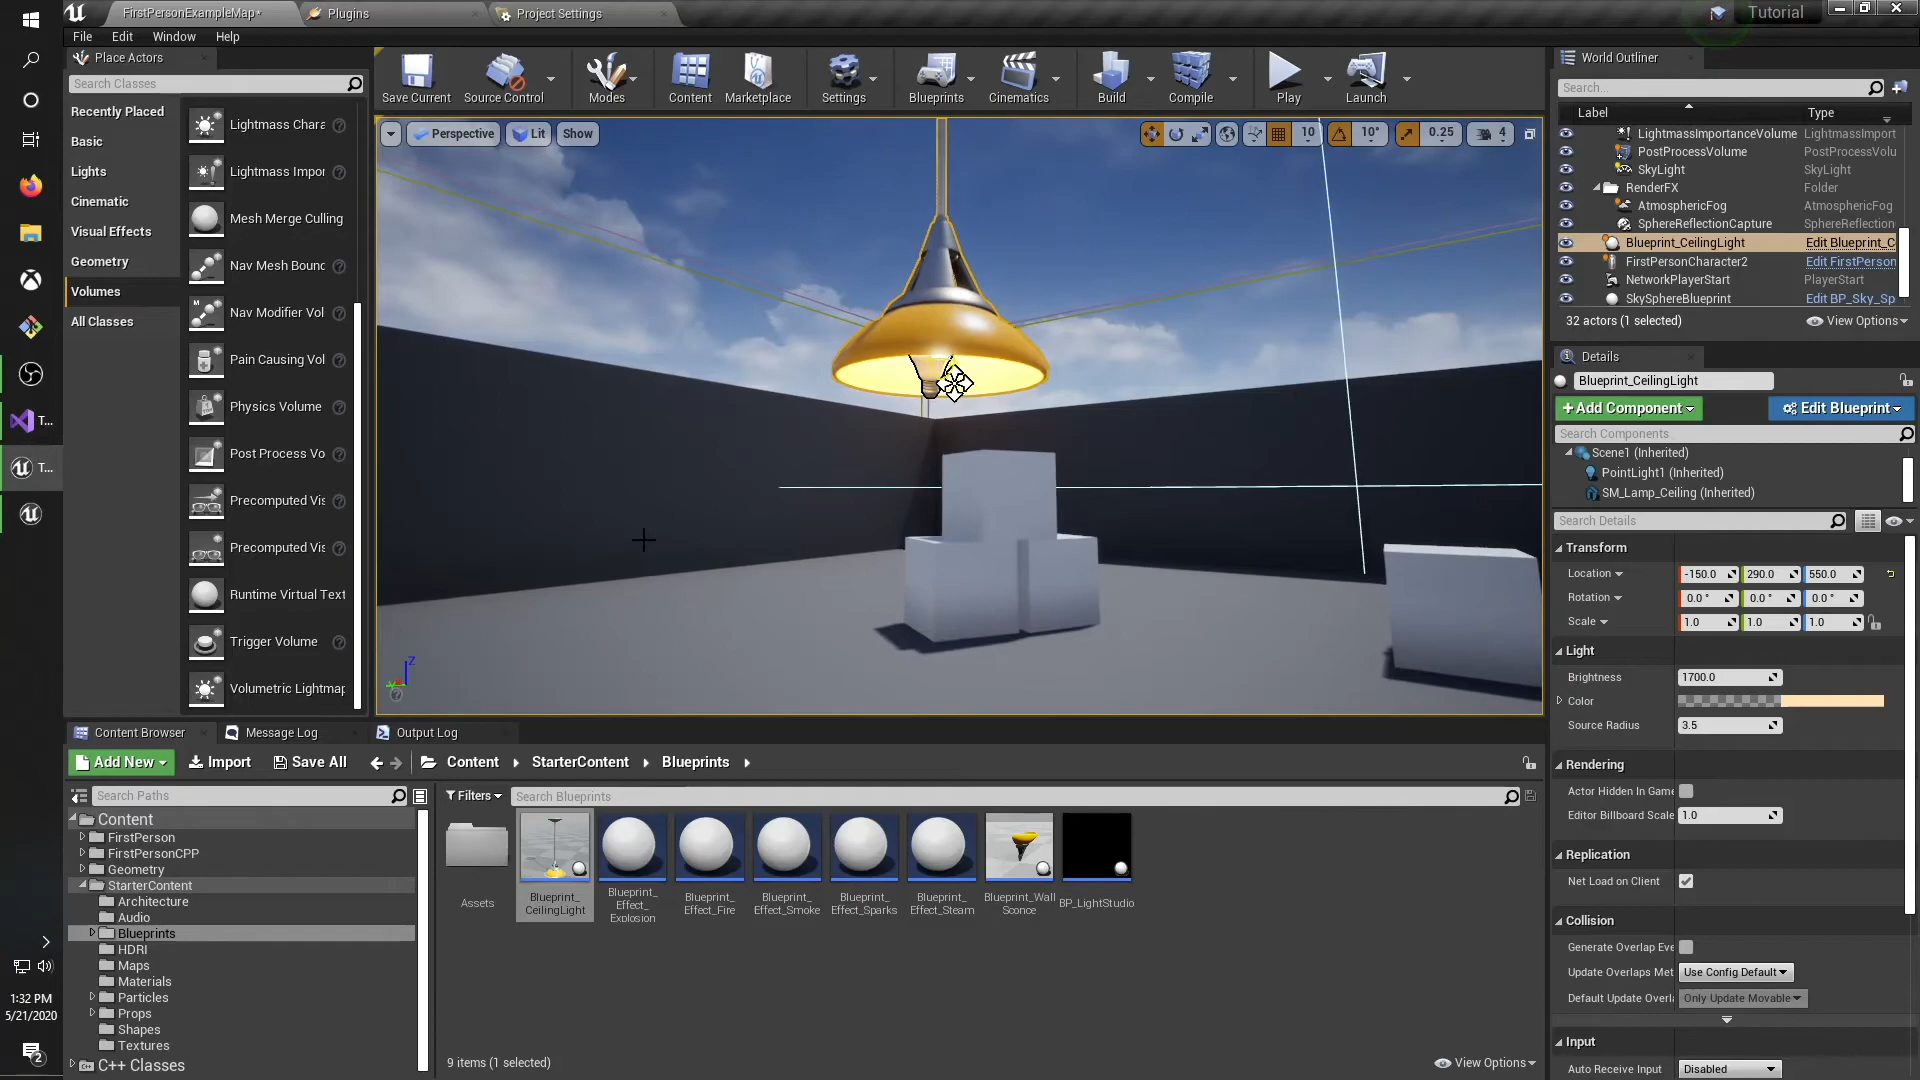 FirstPersonExampleMap*
Plugins
Project Settings
Tutorial
File Edit Window Help
Place Actors
Search Classes
Recently Placed
Basic
Lights
Cinematic
Visual Effects
Geometry
Volumes
All Classes
Lightmass Chara
Lightmass Impor
Mesh Merge Culling
Nav Mesh Bounc
Nav Modifier Vol
Pain Causing Vol
Physics Volume
Post Process Vo
Precomputed Vis
Precomputed Vis
Runtime Virtual Text
Trigger Volume
Volumetric Lightmap
Save Current
Source Control
Modes
Content
Marketplace
Settings
Blueprints
Cinematics
Build
Compile
Play
Launch
Perspective
Lit
Show
10
10°
0.25
4
Z
World Outliner
Search...
Label
Type
LightmassImportanceVolume LightmassImport
PostProcessVolume PostProcessVolu
SkyLight SkyLight
RenderFX Folder
AtmosphericFog AtmosphericFog
SphereReflectionCapture SphereReflection
Blueprint_CeilingLight Edit Blueprint_C
FirstPersonCharacter2 Edit FirstPerson
NetworkPlayerStart PlayerStart
SkySphereBlueprint Edit BP_Sky_Sp
32 actors (1 selected)
View Options
Details
Blueprint_CeilingLight
+Add Component
Edit Blueprint
Search Components
Scene1 (Inherited)
PointLight1 (Inherited)
SM_Lamp_Ceiling (Inherited)
Search Details
Transform
Location -150.0 290.0 550.0
Rotation 0.0° 0.0° 0.0°
Scale 1.0 1.0 1.0
Light
Brightness 1700.0
Color
Source Radius 3.5
Rendering
Actor Hidden In Game
Editor Billboard Scale 1.0
Replication
Net Load on Client
Collision
Generate Overlap Eve
Update Overlaps Met Use Config Default
Default Update Overla Only Update Movable
Input
Auto Receive Input Disabled
Content Browser
Message Log
Output Log
Add New
Import
Save All
Content
StarterContent
Blueprints
Search Paths
Filters
Search Blueprints
Content
FirstPerson
FirstPersonCPP
Geometry
StarterContent
Architecture
Audio
Blueprints
HDRI
Maps
Materials
Particles
Props
Shapes
Textures
C++ Classes
Assets
Blueprint_
CeilingLight
Blueprint_
Effect_
Explosion
Blueprint_
Effect_Fire
Blueprint_
Effect_Smoke
Blueprint_
Effect_Sparks
Blueprint_
Effect_Steam
Blueprint_Wall
Sconce
BP_LightStudio
9 items (1 selected)
View Options
T...
T...
1:32 PM
5/21/2020
2